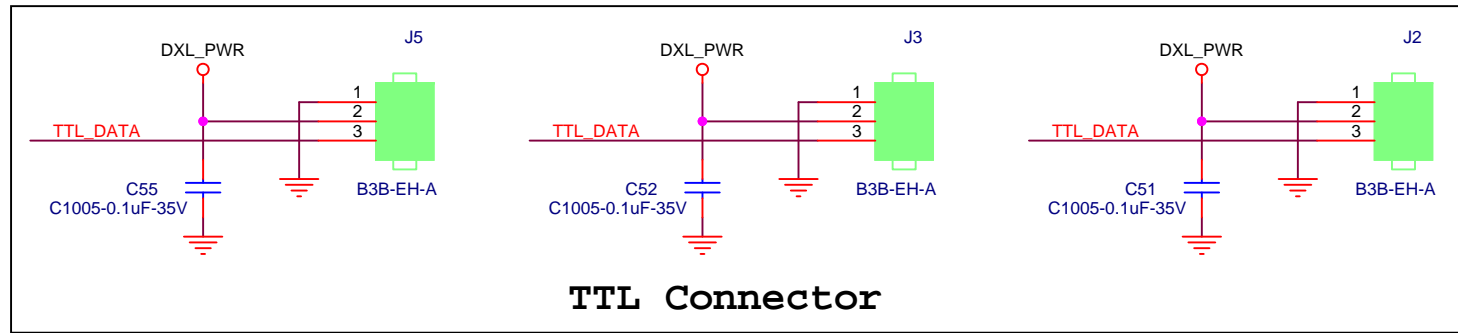 J5
DXL_PWR
1
2
TTL_DATA
3
C55
B3B-EH-A
C1005-0.1uF-35V
J3
DXL_PWR
1
2
TTL_DATA
3
C52
B3B-EH-A
C1005-0.1uF-35V
J2
DXL_PWR
1
2
TTL_DATA
3
C51
B3B-EH-A
C1005-0.1uF-35V
TTL Connector